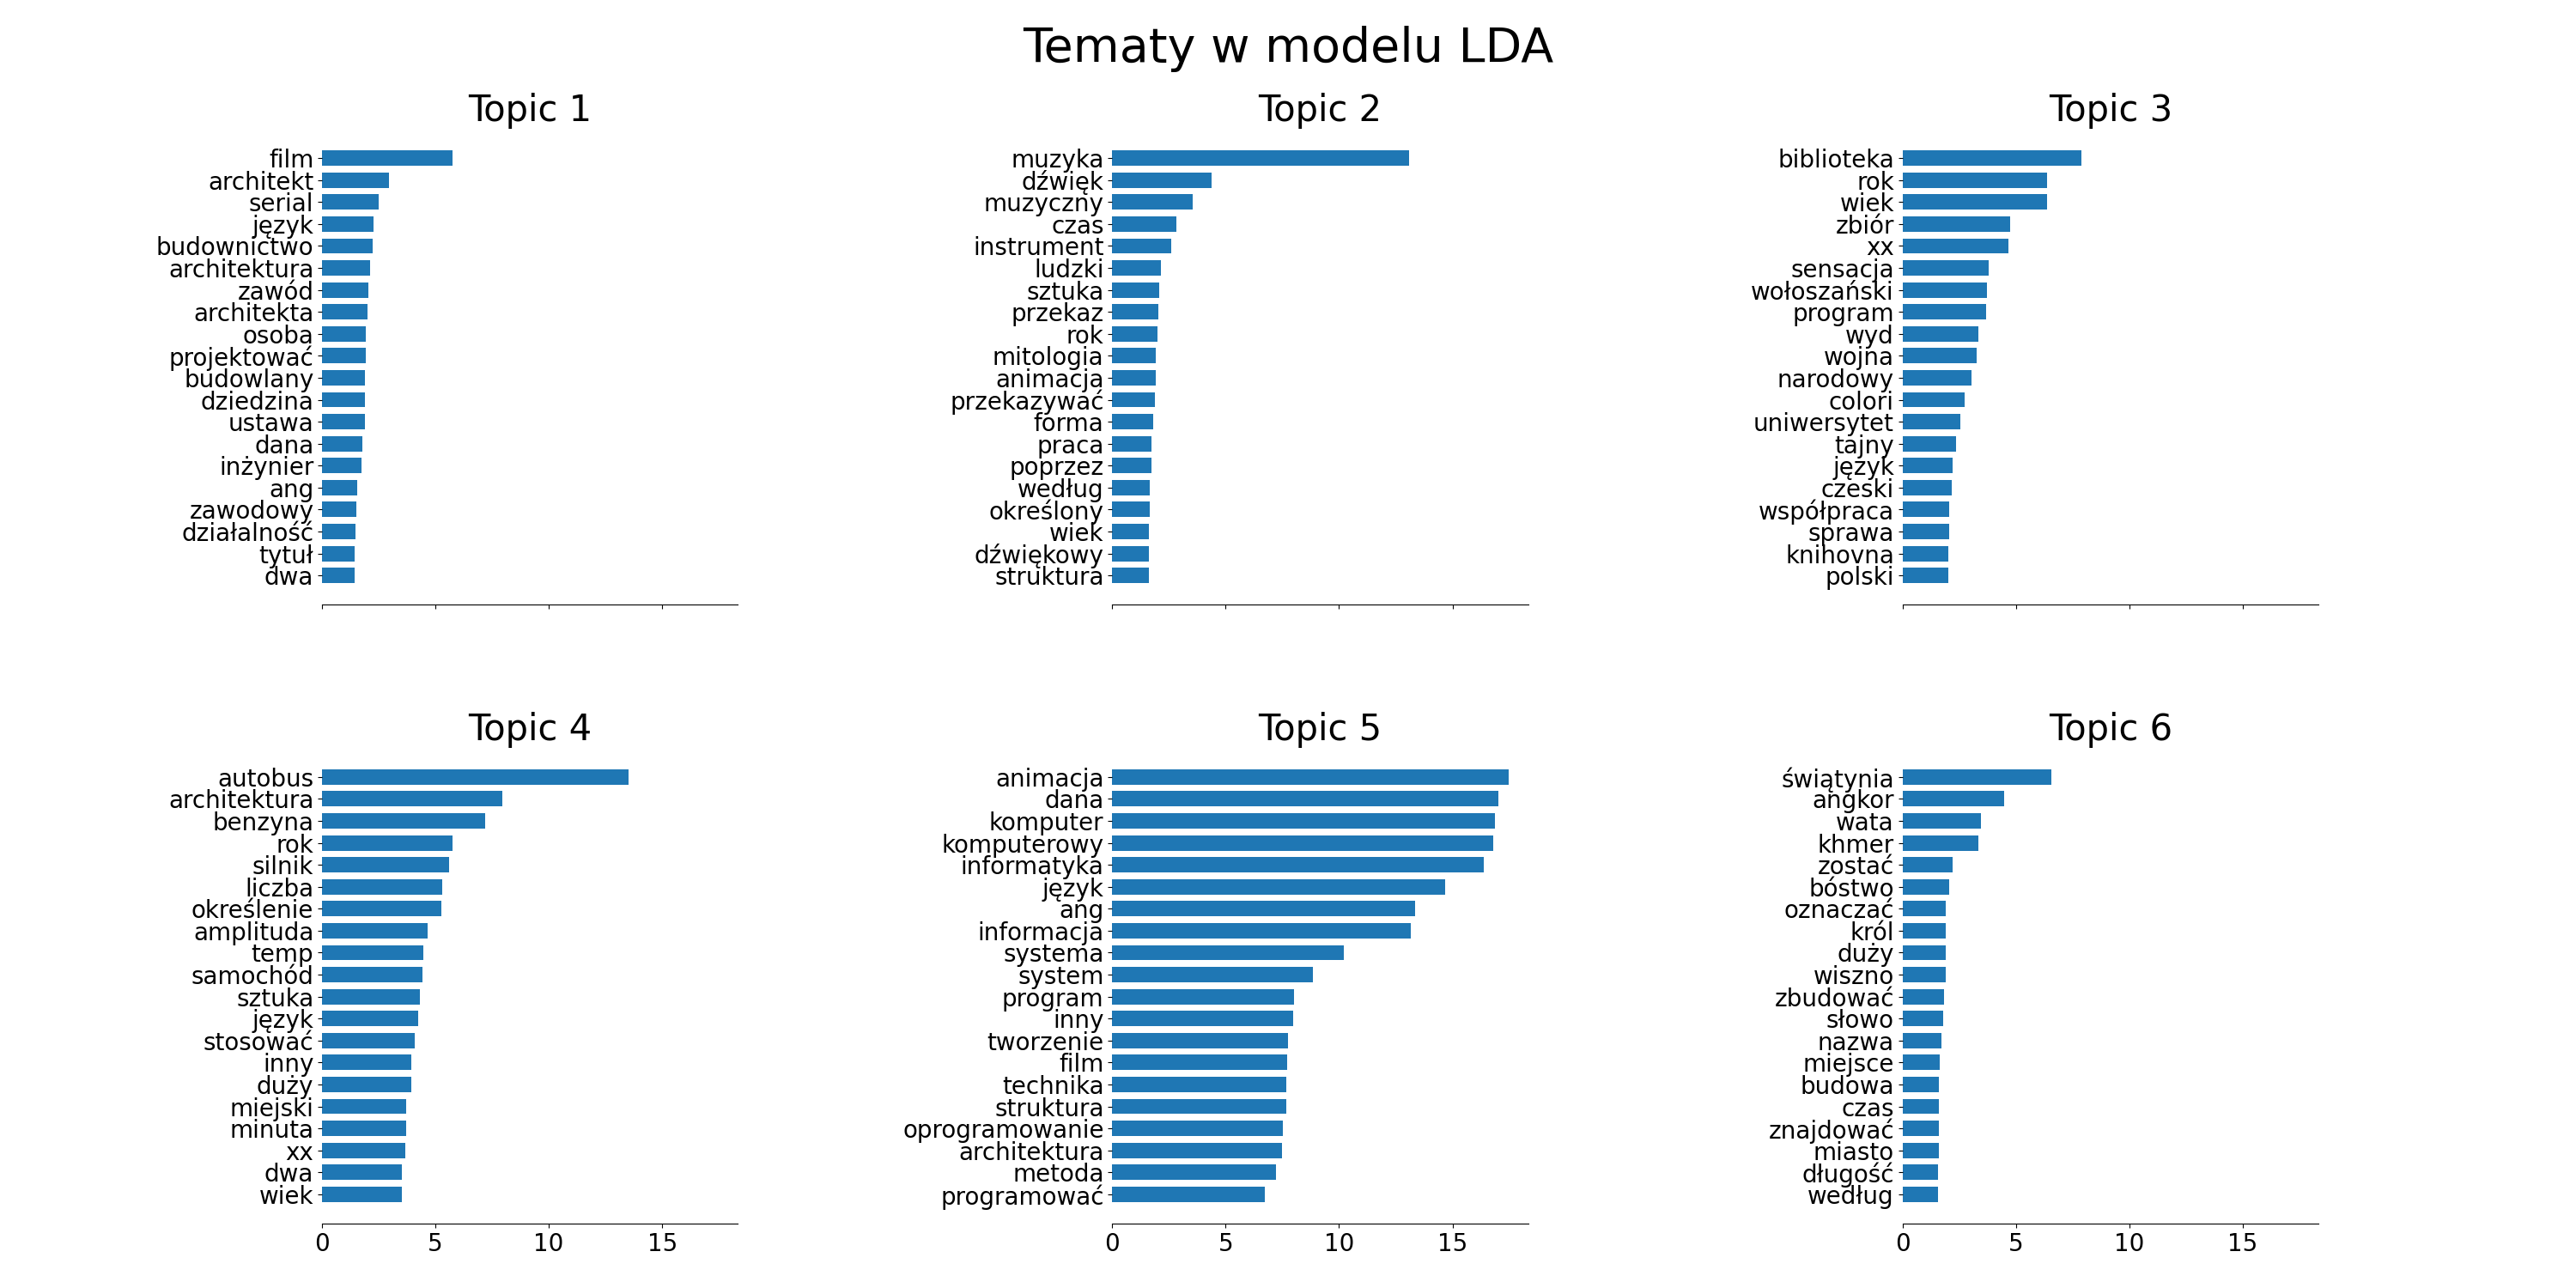 Tematy w modelu LDA
Topic 1
film
architekt
serial
język
budownictwo
architektura
zawód
architekta
osoba
projektować
budowlany
dziedzina
ustawa
dana
inżynier
ang
zawodowy
działalność
tytuł
dwa
Topic 2
muzyka
dźwięk
muzyczny
czas
instrument
ludzki
sztuka
przekaz
rok
mitologia
animacja
przekazywać
forma
praca
poprzez
według
określony
wiek
dźwiękowy
struktura
Topic 3
biblioteka
rok
wiek
zbiór
xx
sensacja
wołoszański
program
wyd
wojna
narodowy
colori
uniwersytet
tajny
język
czeski
współpraca
sprawa
knihovna
polski
Topic 4
autobus
architektura
benzyna
rok
silnik
liczba
określenie
amplituda
temp
samochód
sztuka
język
stosować
inny
duży
miejski
minuta
xx
dwa
wiek
0 5 10 15
Topic 5
animacja
dana
komputer
komputerowy
informatyka
język
ang
informacja
systema
system
program
inny
tworzenie
film
technika
struktura
oprogramowanie
architektura
metoda
programować
0 5 10 15
Topic 6
świątynia
angkor
wata
khmer
zostać
bóstwo
oznaczać
król
duży
wiszno
zbudować
słowo
nazwa
miejsce
budowa
czas
znajdować
miasto
długość
według
0 5 10 15